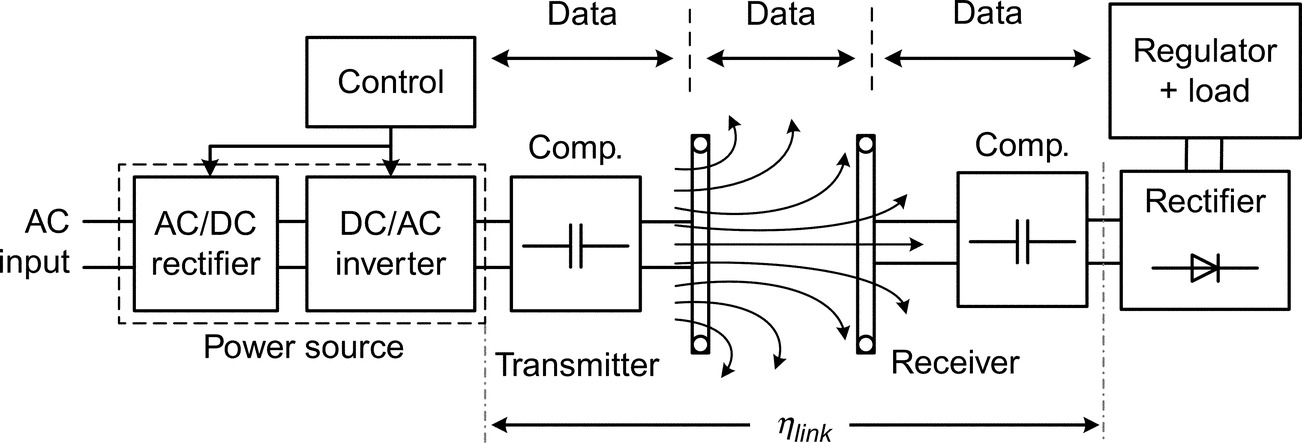 Data
Data
Data
Regulator
+ load
Control
Comp.
Comp.
AC
input
AC/DC
rectifier
DC/AC
inverter
Rectifier
Power source
Transmitter
Receiver
ηlink